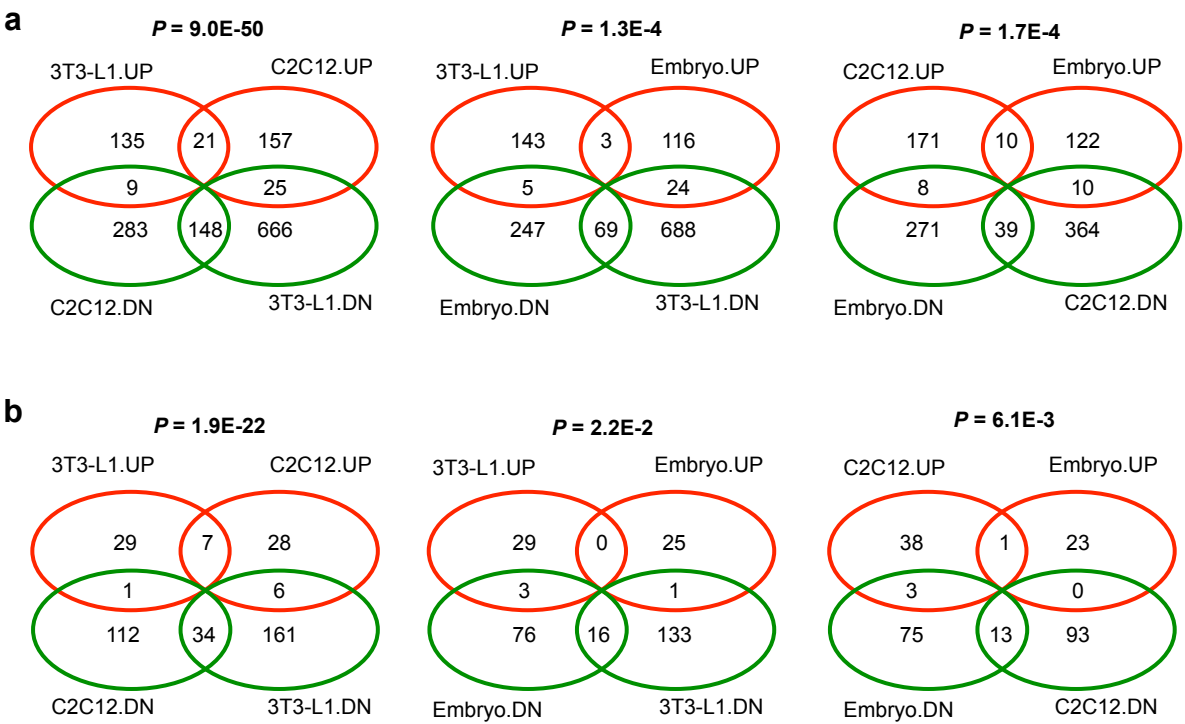 a
P = 9.0E-50 P = 1.3E-4 P = 1.7E-4
3T3-L1.UP C2C12.UP 3T3-L1.UP Embryo.UP C2C12.UP Embryo.UP
135 21 157 143 3 116 171 10 122
9 25 5 24 8 10
283 148 666 247 69 688 271 39 364
C2C12.DN 3T3-L1.DN Embryo.DN 3T3-L1.DN Embryo.DN C2C12.DN
b
P = 1.9E-22 P = 2.2E-2 P = 6.1E-3
3T3-L1.UP C2C12.UP 3T3-L1.UP Embryo.UP C2C12.UP Embryo.UP
29 7 28 29 0 25 38 1 23
1 6 3 1 3 0
112 34 161 76 16 133 75 13 93
C2C12.DN 3T3-L1.DN Embryo.DN 3T3-L1.DN Embryo.DN C2C12.DN